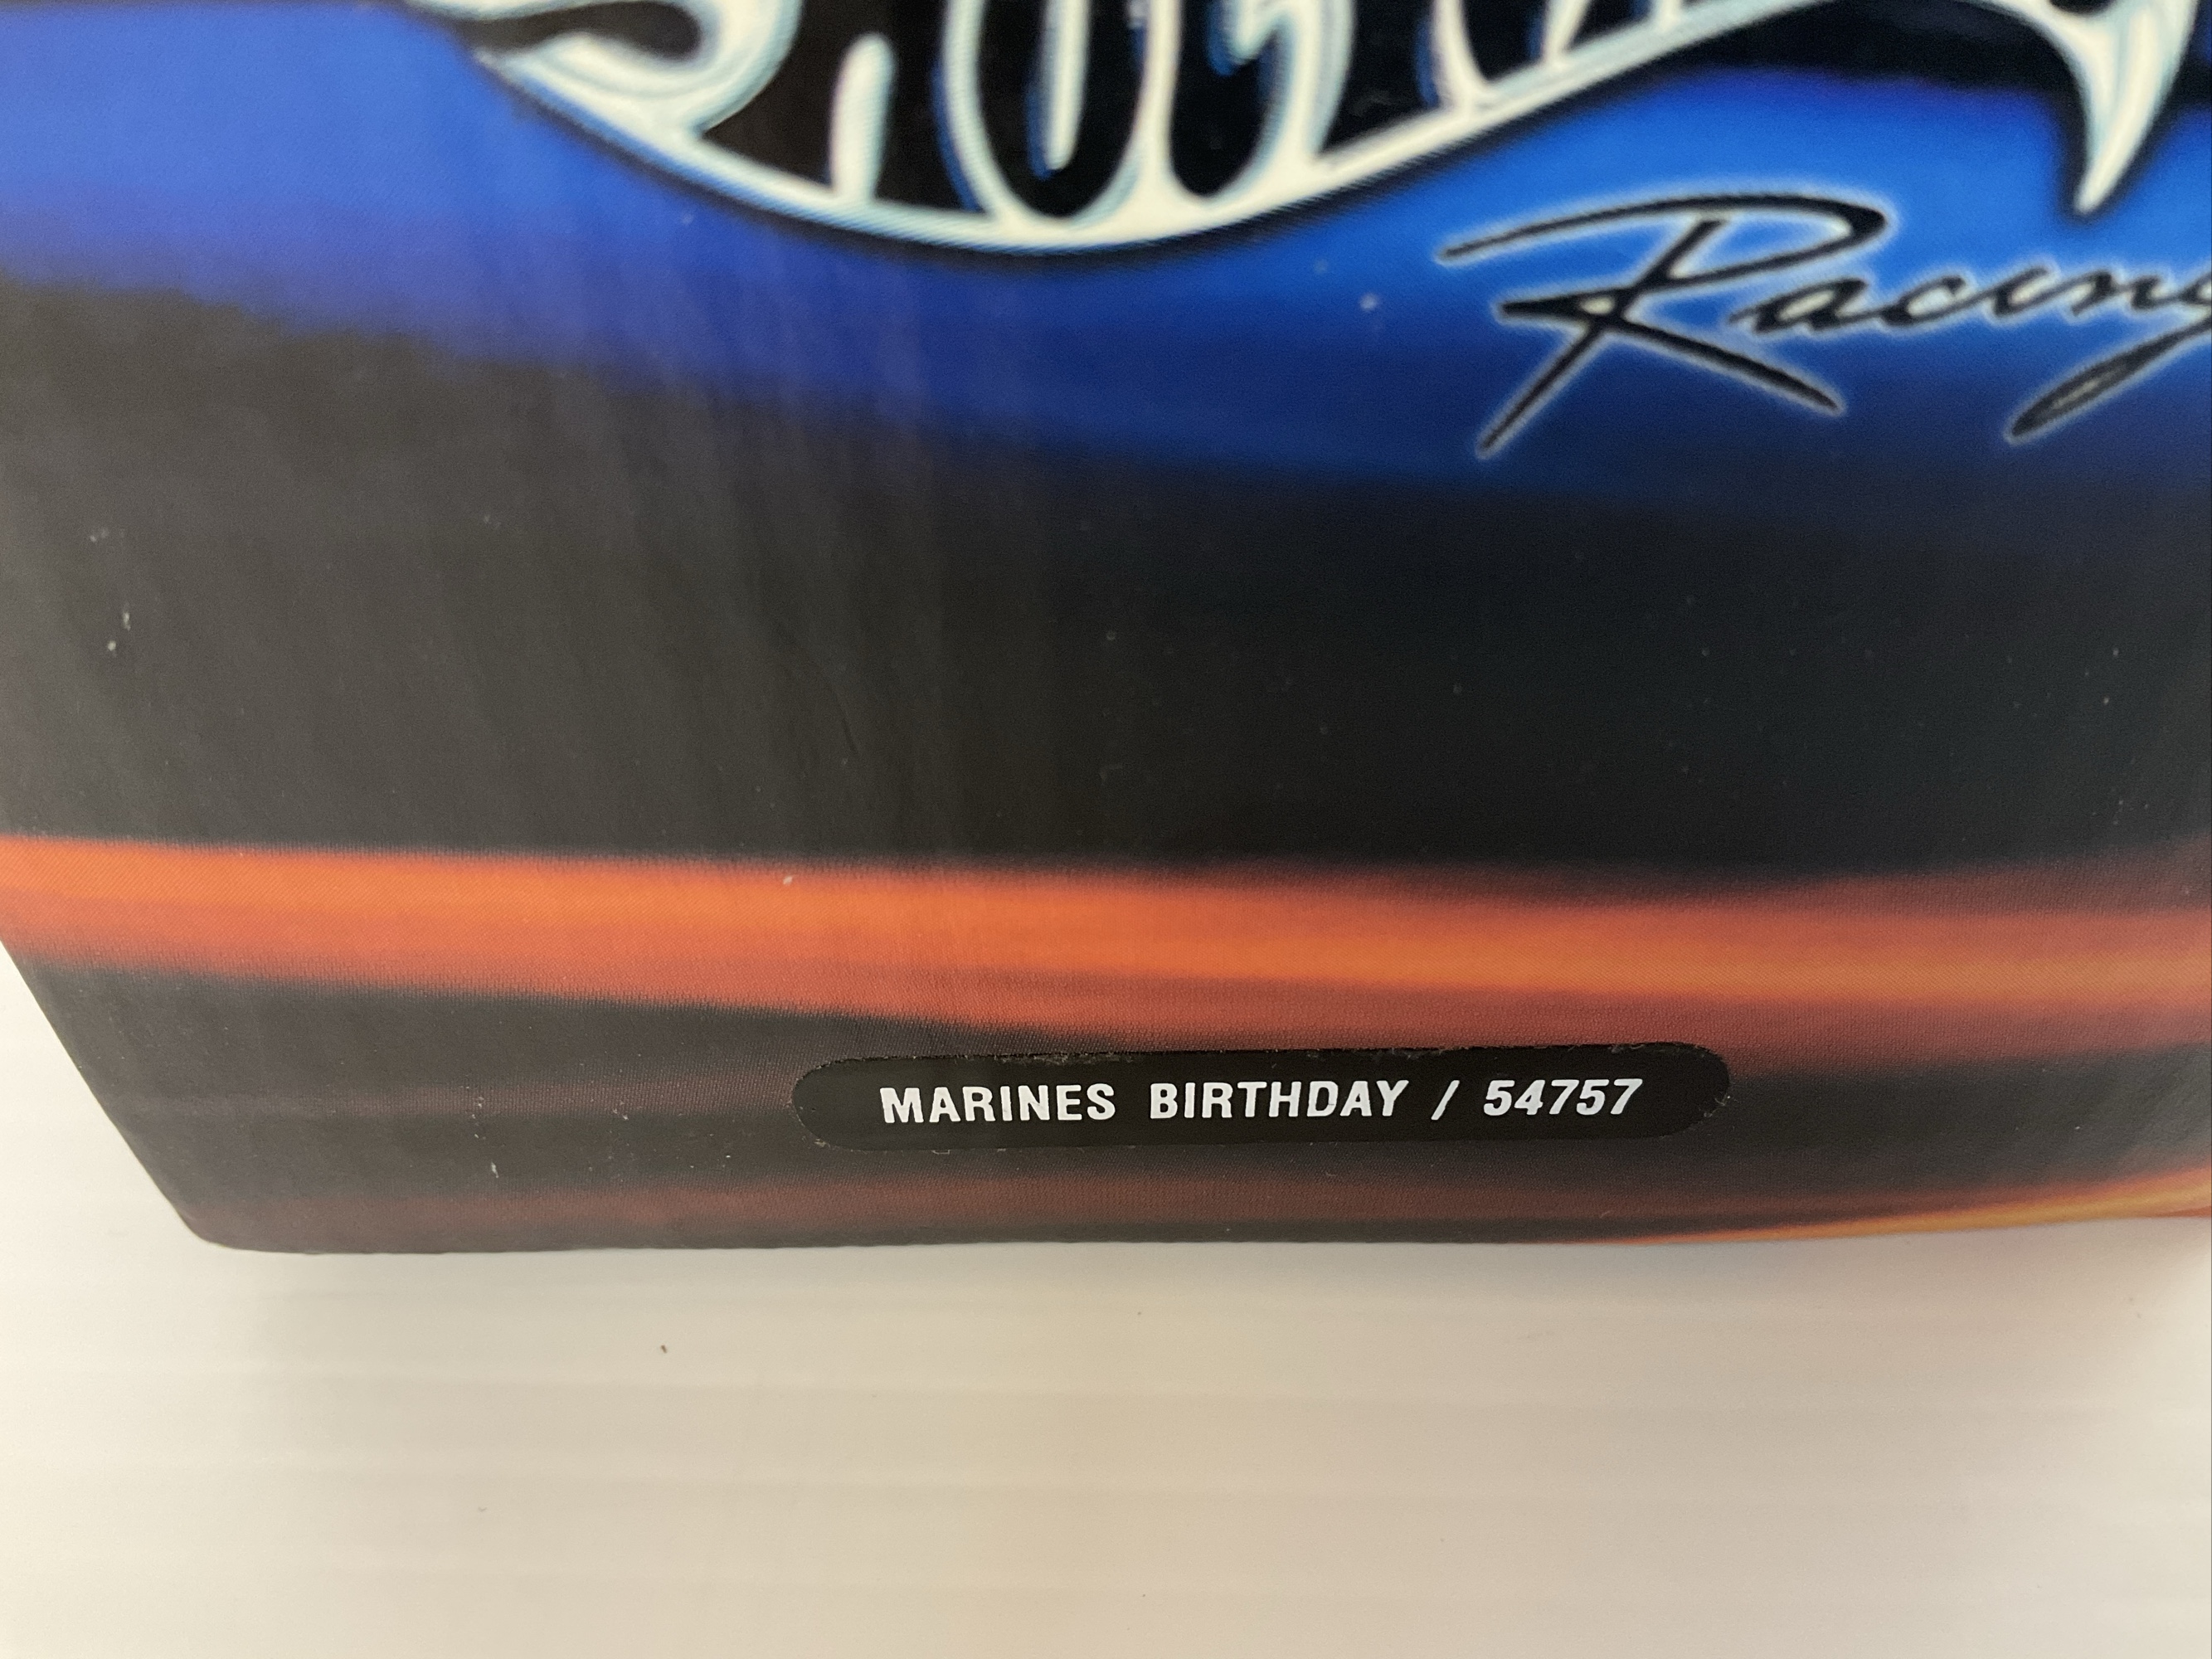 Racing
MARINES BIRTHDAY / 54757